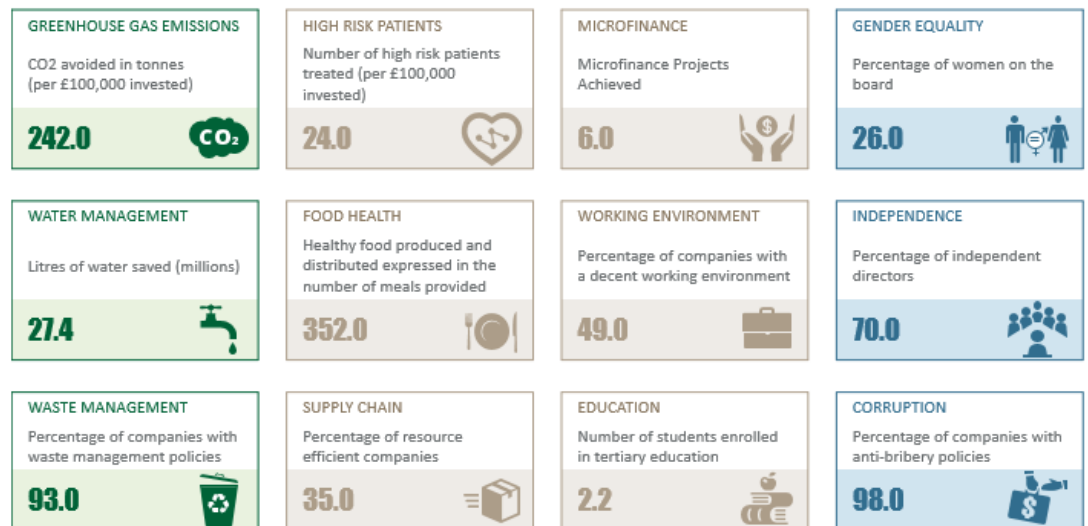 GREENHOUSE GAS EMISSIONS
CO2 avoided in tonnes
(per £100,000 invested)
242.0
CO₂
HIGH RISK PATIENTS
Number of high risk patients
treated (per £100,000
invested)
24.0
MICROFINANCE
Microfinance Projects
Achieved
6.0
$
GENDER EQUALITY
Percentage of women on the
board
26.0
WATER MANAGEMENT
Litres of water saved (millions)
27.4
FOOD HEALTH
Healthy food produced and
distributed expressed in the
number of meals provided
352.0
WORKING ENVIRONMENT
Percentage of companies with
a decent working environment
49.0
INDEPENDENCE
Percentage of independent
directors
70.0
WASTE MANAGEMENT
Percentage of companies with
waste management policies
93.0
SUPPLY CHAIN
Percentage of resource
efficient companies
35.0
EDUCATION
Number of students enrolled
in tertiary education
2.2
CORRUPTION
Percentage of companies with
anti-bribery policies
98.0
$